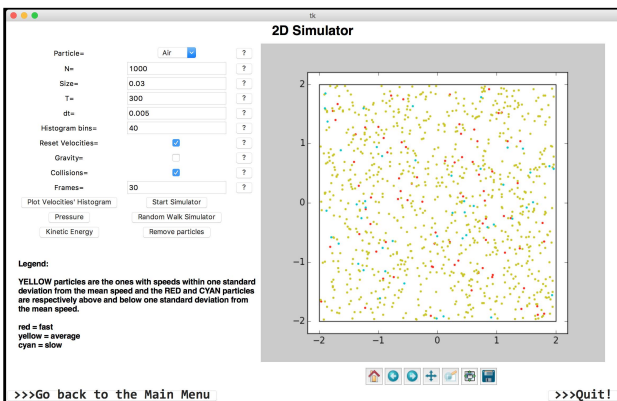 tk
2D Simulator
Particle= Air ?
N= 1000 ?
Size= 0.03 ?
T= 300 ?
dt= 0.005 ?
Histogram bins= 40 ?
Reset Velocities= ?
Gravity= ?
Collisions= ?
Frames= 30 ?
Plot Velocities' Histogram Start Simulator
Pressure Random Walk Simulator
Kinetic Energy Remove particles
Legend:
YELLOW particles are the ones with speeds within one standard
deviation from the mean speed and the RED and CYAN particles
are respectively above and below one standard deviation from
the mean speed.
red = fast
yellow = average
cyan = slow
2
1
0
−1
−2
−2 −1 0 1 2
>>>Go back to the Main Menu >>>Quit!